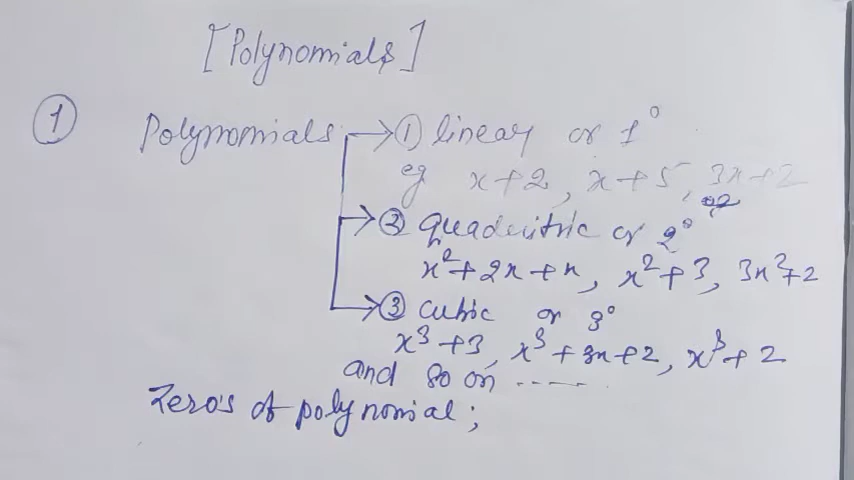 [Polynomials]
① Polynomials → ① linear or 1°
eg x+2, x+5, 3x+2
→ ② quadritric or 2°
x²+2x+x, x²+3, 3x²+2
→ ③ cubic or 3°
x³+3, x³+3x+2, x³+2
and so on -----
Zero's of polynomial;